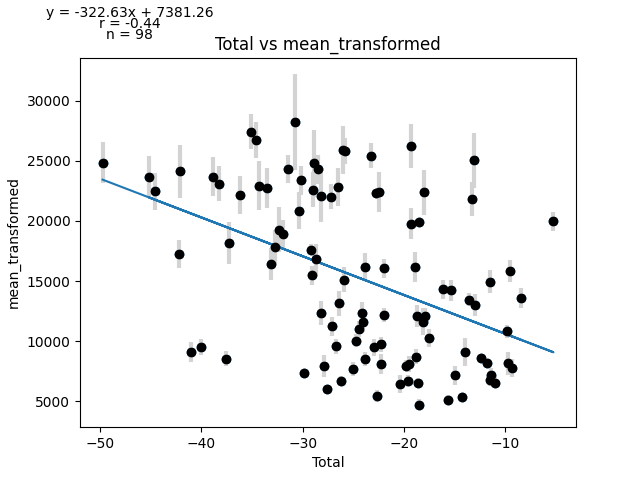 y = -322.63x + 7381.26
r = -0.44
n = 98
Total vs mean_transformed
mean_transformed
30000
25000
20000
15000
10000
5000
−50
−40
−30
−20
−10
Total